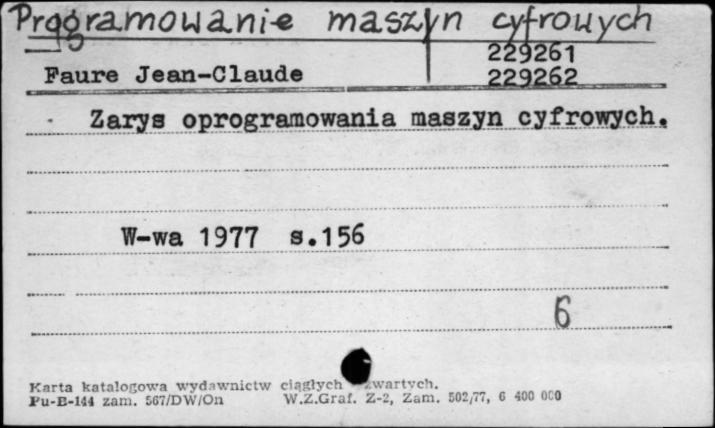 Programowanie maszyn cyfrowych
229261
Faure Jean-Claude 229262
Zarys oprogramowania maszyn cyfrowych.
W-wa 1977 s.156
6
Karta katalogowa wydawnictw ciągłych zwartych.
Pu-B-144 zam. 567/DW/On W.Z.Graf. Z-2, Zam. 502/77, 6 400 000